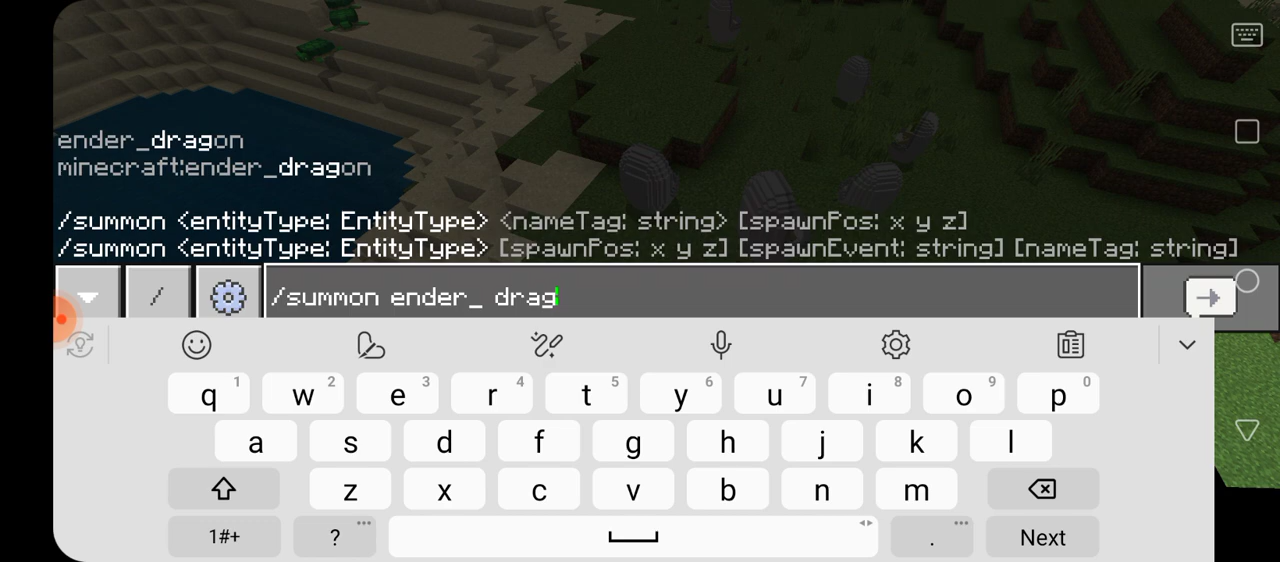 ender_dragon
minecraft:ender_dragon
/summon <entityType: EntityType> <nameTag: string> [spawnPos: x y z]
/summon <entityType: EntityType> [spawnPos: x y z] [spawnEvent: string] [nameTag: string]
/ /summon ender_ drag
q 1 w 2 e 3 r 4 t 5 y 6 u 7 i 8 o 9 p 0
a s d f g h j k l
z x c v b n m
1#+ ? ... . ... Next